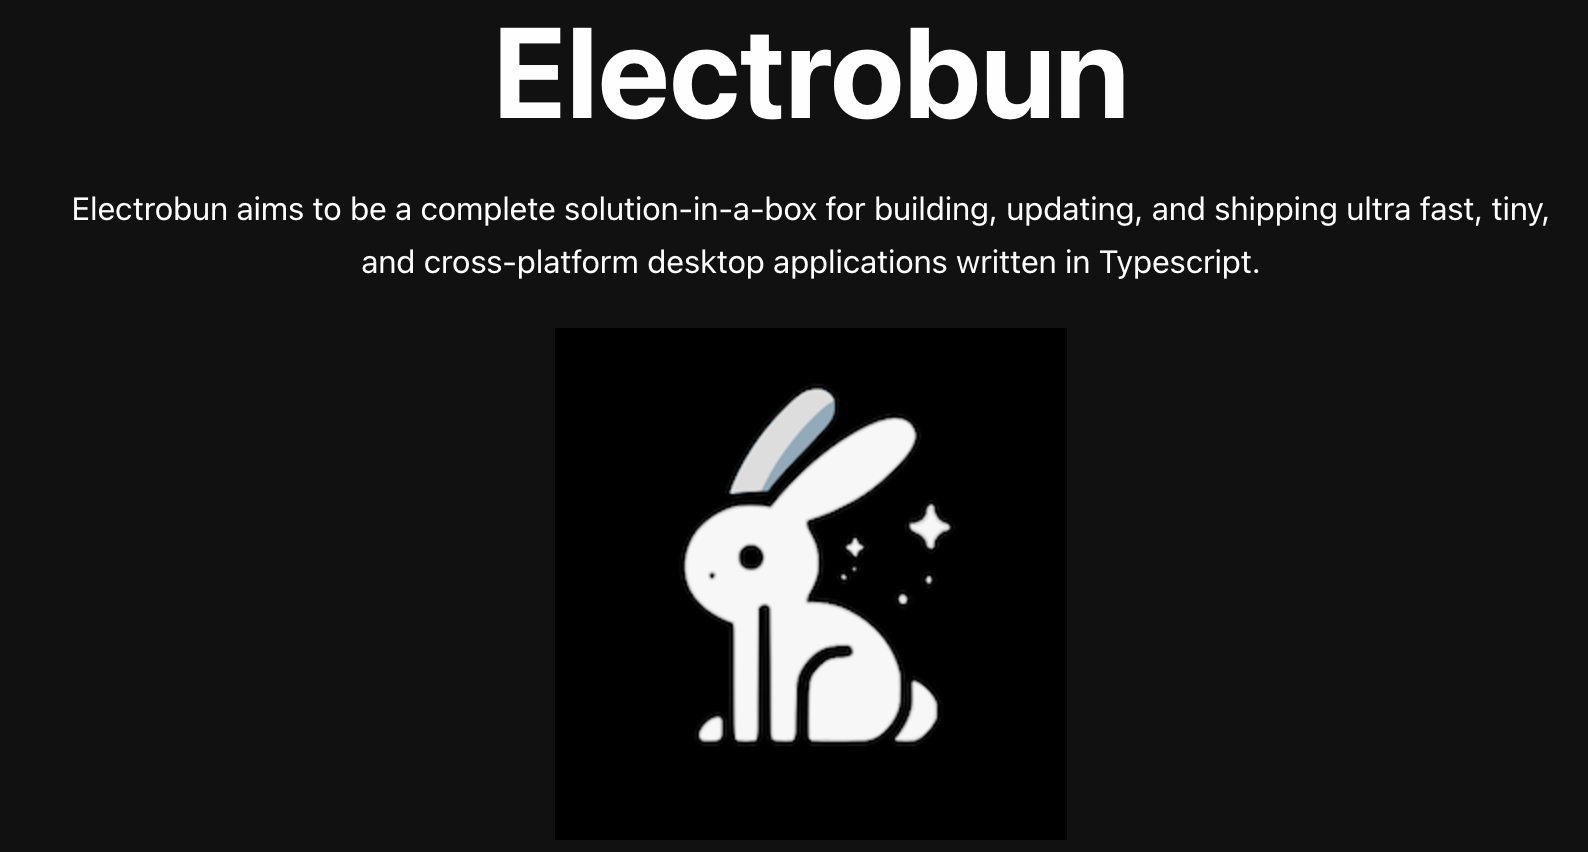 Electrobun
Electrobun aims to be a complete solution-in-a-box for building, updating, and shipping ultra fast, tiny,
and cross-platform desktop applications written in Typescript.